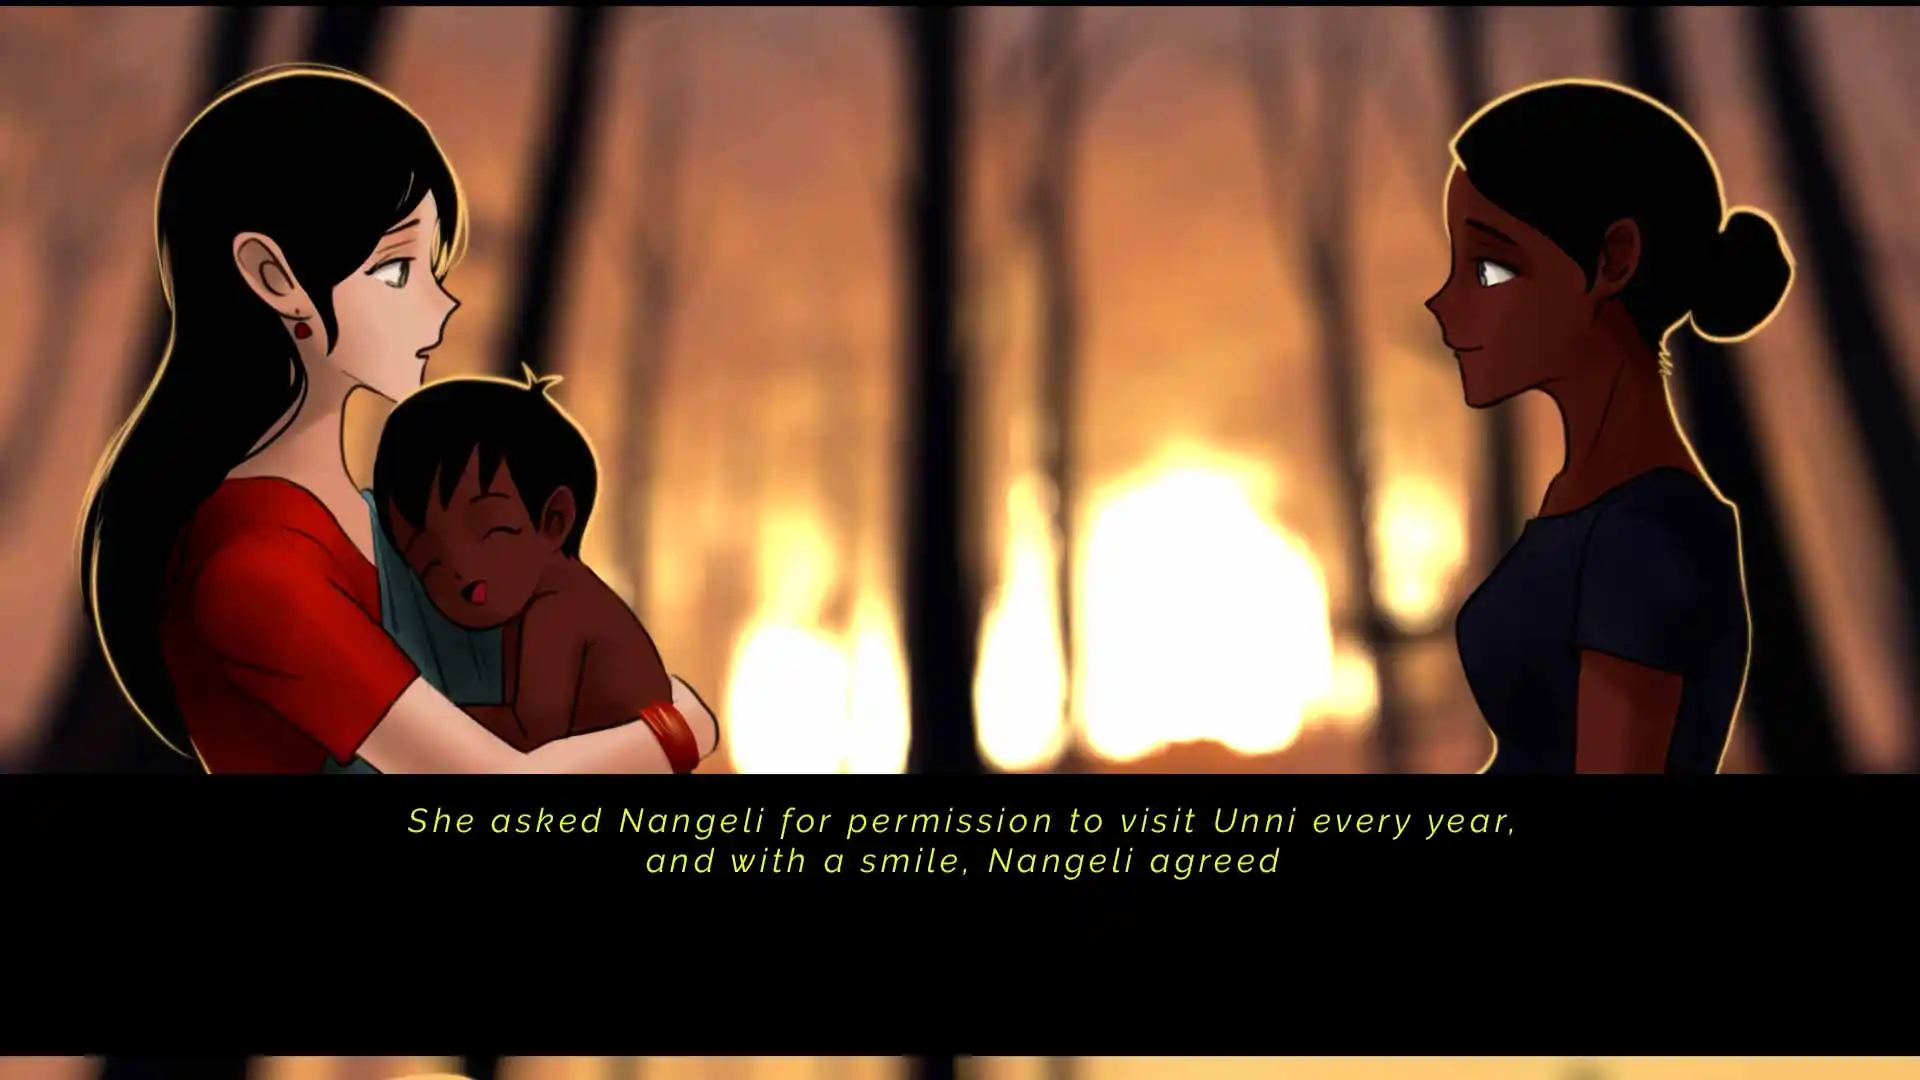 She asked Nangeli for permission to visit Unni every year,
and with a smile, Nangeli agreed